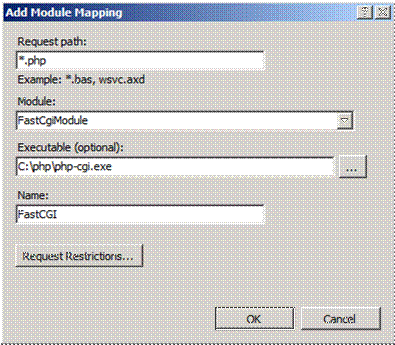 Add Module Mapping
Request path:
*.php
Example: *.bas, wsvc.axd
Module:
FastCgiModule
Executable (optional):
C:\php\php-cgi.exe
...
Name:
FastCGI
Request Restrictions...
OK
Cancel